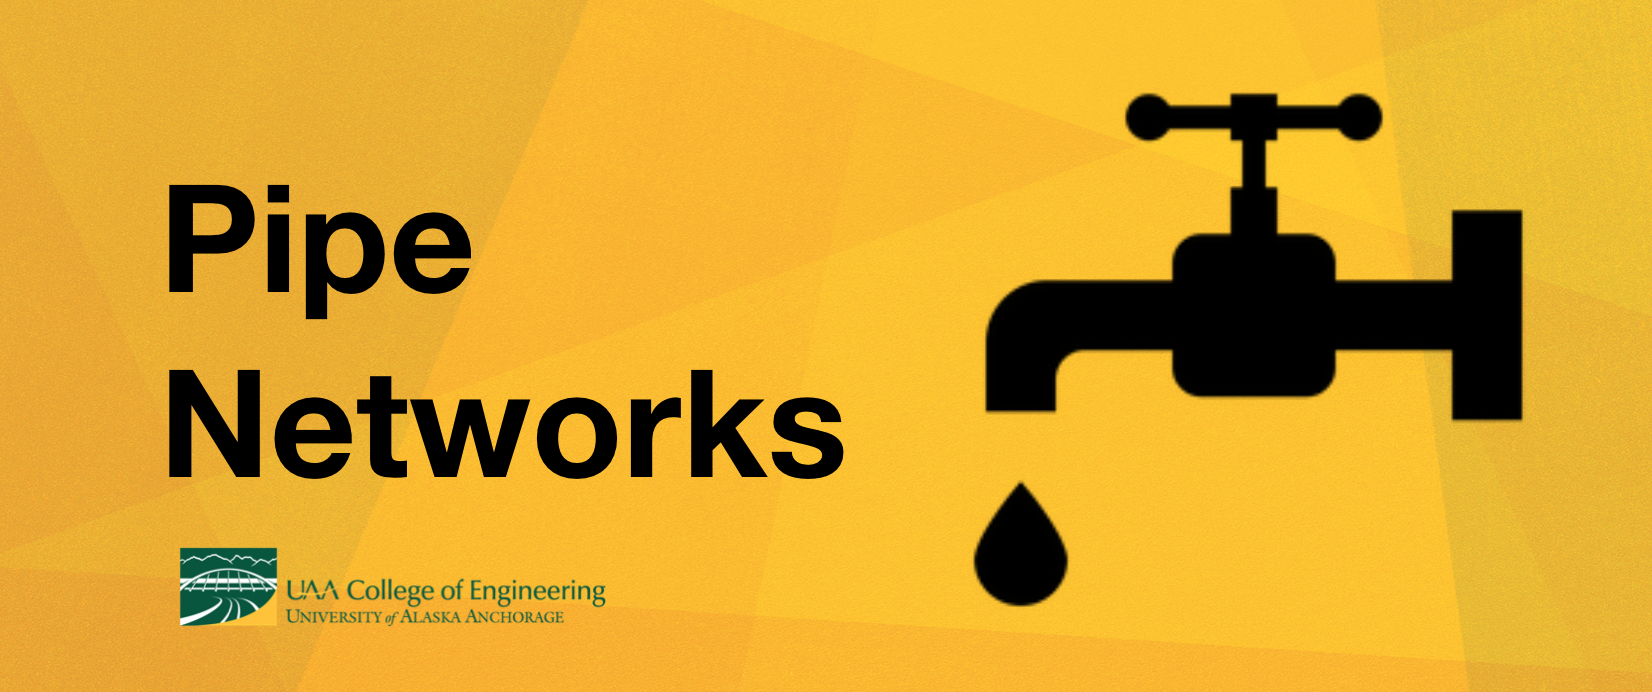 Pipe
Networks
UAA College of Engineering
UNIVERSITY of ALASKA ANCHORAGE